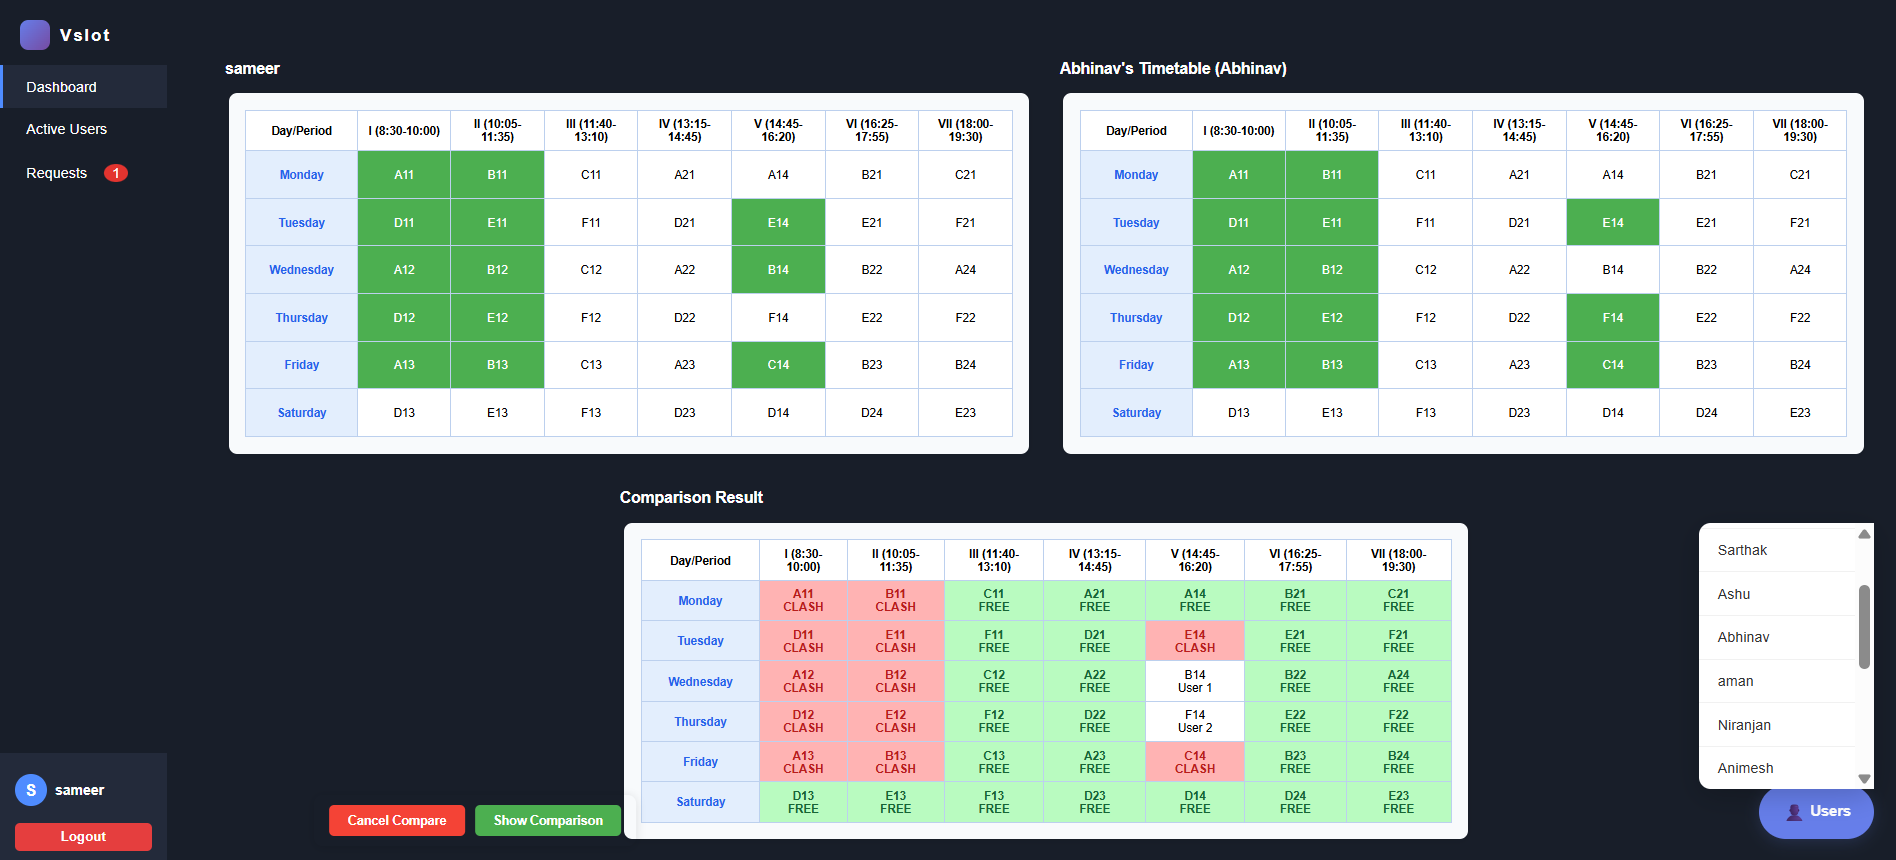 Vslot
Dashboard
Active Users
Requests 1
sameer
Day/Period I (8:30-10:00) II (10:05-11:35) III (11:40-13:10) IV (13:15-14:45) V (14:45-16:20) VI (16:25-17:55) VII (18:00-19:30)
Monday A11 B11 C11 A21 A14 B21 C21
Tuesday D11 E11 F11 D21 E14 E21 F21
Wednesday A12 B12 C12 A22 B14 B22 A24
Thursday D12 E12 F12 D22 F14 E22 F22
Friday A13 B13 C13 A23 C14 B23 B24
Saturday D13 E13 F13 D23 D14 D24 E23
Abhinav's Timetable (Abhinav)
Day/Period I (8:30-10:00) II (10:05-11:35) III (11:40-13:10) IV (13:15-14:45) V (14:45-16:20) VI (16:25-17:55) VII (18:00-19:30)
Monday A11 B11 C11 A21 A14 B21 C21
Tuesday D11 E11 F11 D21 E14 E21 F21
Wednesday A12 B12 C12 A22 B14 B22 A24
Thursday D12 E12 F12 D22 F14 E22 F22
Friday A13 B13 C13 A23 C14 B23 B24
Saturday D13 E13 F13 D23 D14 D24 E23
Comparison Result
Day/Period I (8:30-10:00) II (10:05-11:35) III (11:40-13:10) IV (13:15-14:45) V (14:45-16:20) VI (16:25-17:55) VII (18:00-19:30)
Monday A11 CLASH B11 CLASH C11 FREE A21 FREE A14 FREE B21 FREE C21 FREE
Tuesday D11 CLASH E11 CLASH F11 FREE D21 FREE E14 CLASH E21 FREE F21 FREE
Wednesday A12 CLASH B12 CLASH C12 FREE A22 FREE B14 User 1 B22 FREE A24 FREE
Thursday D12 CLASH E12 CLASH F12 FREE D22 FREE F14 User 2 E22 FREE F22 FREE
Friday A13 CLASH B13 CLASH C13 FREE A23 FREE C14 CLASH B23 FREE B24 FREE
Saturday D13 FREE E13 FREE F13 FREE D23 FREE D14 FREE D24 FREE E23 FREE
Sarthak
Ashu
Abhinav
aman
Niranjan
Animesh
Users
Cancel Compare
Show Comparison
S sameer
Logout